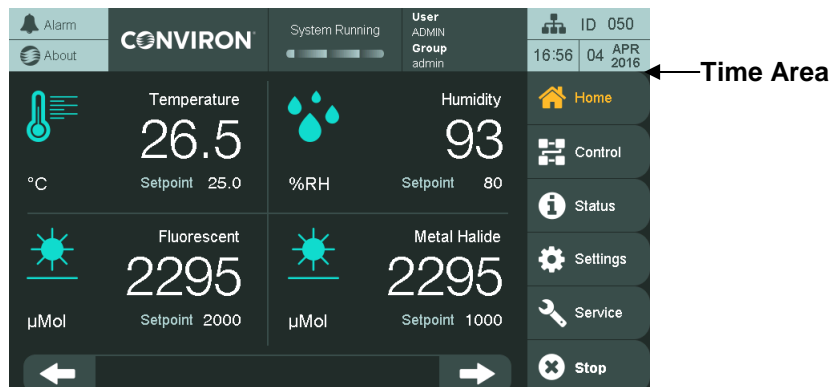 Alarm
About
CONVIRON
System Running
User
ADMIN
Group
admin
ID 050
16:56
04 APR 2016
Time Area
Temperature
26.5
°C
Setpoint 25.0
Humidity
93
%RH
Setpoint 80
Fluorescent
2295
µMol
Setpoint 2000
Metal Halide
2295
µMol
Setpoint 1000
Home
Control
Status
Settings
Service
Stop